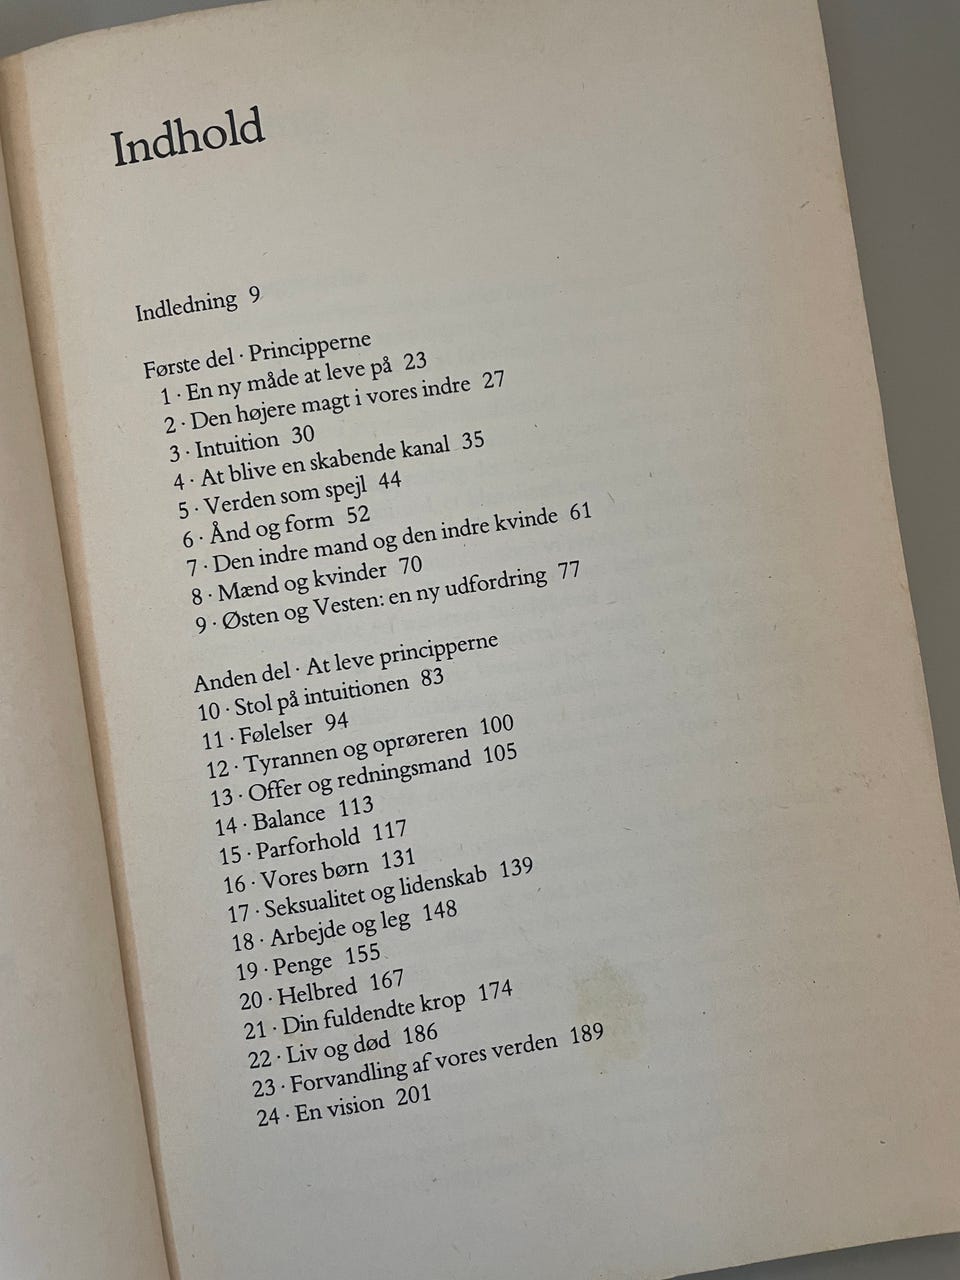 Indhold
Indledning 9
Første del · Principperne
1 · En ny måde at leve på 23
2 · Den højere magt i vores indre 27
3 · Intuition 30
4 · At blive en skabende kanal 35
5 · Verden som spejl 44
6 · Ånd og form 52
7 · Den indre mand og den indre kvinde 61
8 · Mænd og kvinder 70
9 · Østen og Vesten: en ny udfordring 77
Anden del · At leve principperne
10 · Stol på intuitionen 83
11 · Følelser 94
12 · Tyrannen og oprøreren 100
13 · Offer og redningsmand 105
14 · Balance 113
15 · Parforhold 117
16 · Vores børn 131
17 · Seksualitet og lidenskab 139
18 · Arbejde og leg 148
19 · Penge 155
20 · Helbred 167
21 · Din fuldendte krop 174
22 · Liv og død 186
23 · Forvandling af vores verden 189
24 · En vision 201